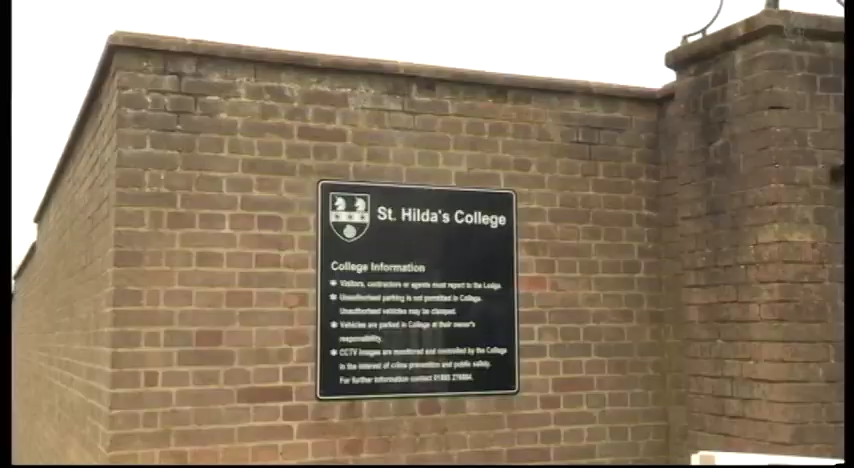 St. Hilda's College
College Information
Visitors, contractors or agents must report to the Lodge.
Unauthorised parking is not permitted in College.
Unauthorised vehicles may be clamped.
Vehicles are parked in College at their owner's
responsibility.
CCTV images are monitored and controlled by the College
in the interest of crime prevention and public safety.
For further information contact 01865 276884.